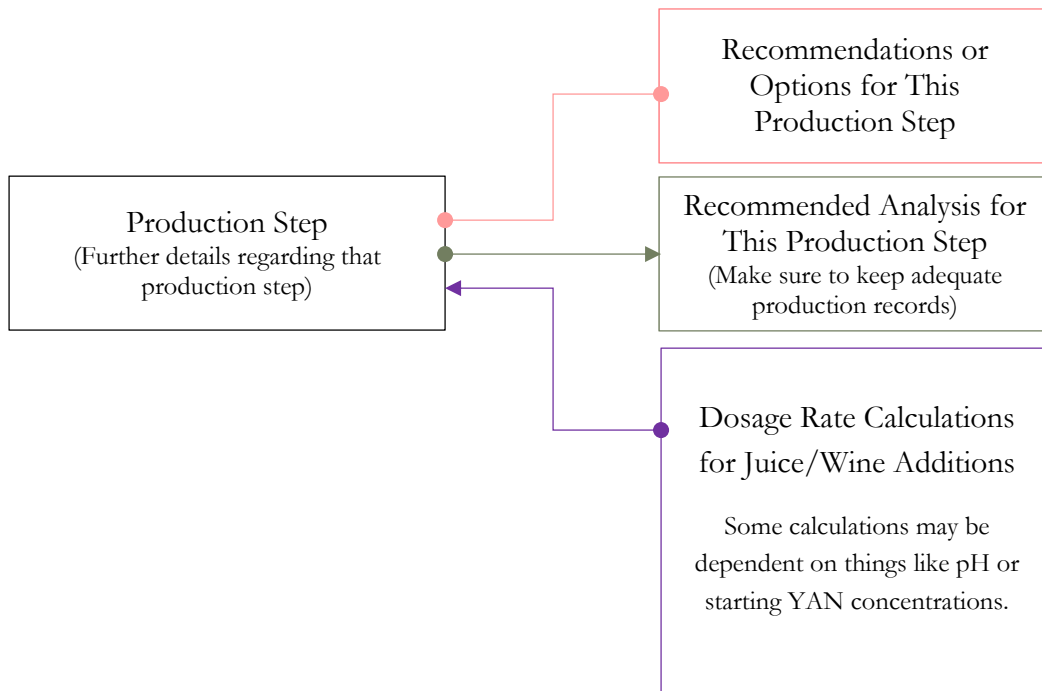 Recommendations or
Options for This
Production Step
Production Step
(Further details regarding that
production step)
Recommended Analysis for
This Production Step
(Make sure to keep adequate
production records)
Dosage Rate Calculations
for Juice/Wine Additions
Some calculations may be
dependent on things like pH or
starting YAN concentrations.